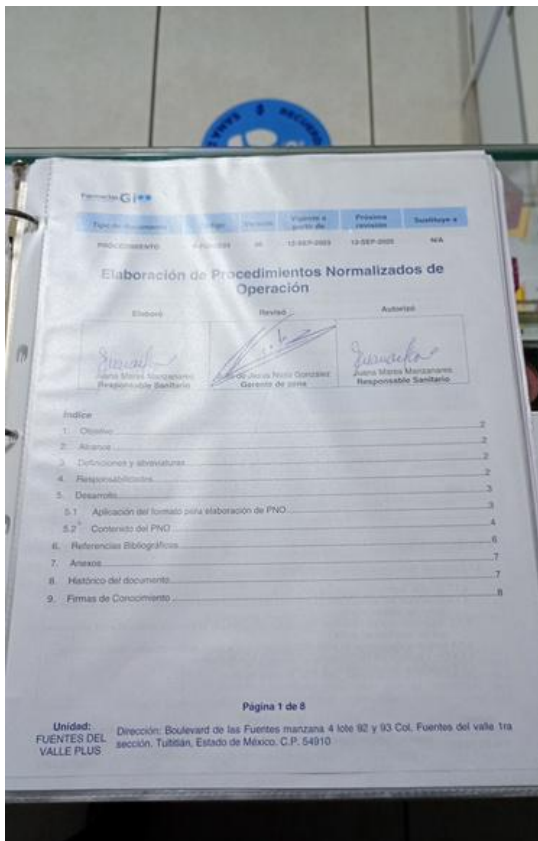 Farmacias Gi
Tipo de documento Código Versión Vigente a partir de Próxima revisión Sustituye a
PROCEDIMIENTO 12-SEP-2023 12-SEP-2025 N/A
Elaboración de Procedimientos Normalizados de
Operación
Elaboró Revisó Autorizó
Juana Mares Manzanares de Jesús González Juana Mares Manzanares
Responsable Sanitario Gerente de zona Responsable Sanitario
Índice
1. Objetivo 2
2. Alcance 2
3. Definiciones y abreviaturas 2
4. Responsabilidades 2
5. Desarrollo 3
5.1 Aplicación del formato para elaboración de PNO 3
5.2 Contenido del PNO 4
6. Referencias Bibliográficas 6
7. Anexos 7
8. Histórico del documento 7
9. Firmas de Conocimiento 8
Página 1 de 8
Unidad:
FUENTES DEL
VALLE PLUS
Dirección: Boulevard de las Fuentes manzana 4 lote 92 y 93 Col. Fuentes del valle 1ra
sección. Tultitlán, Estado de México. C.P. 54910